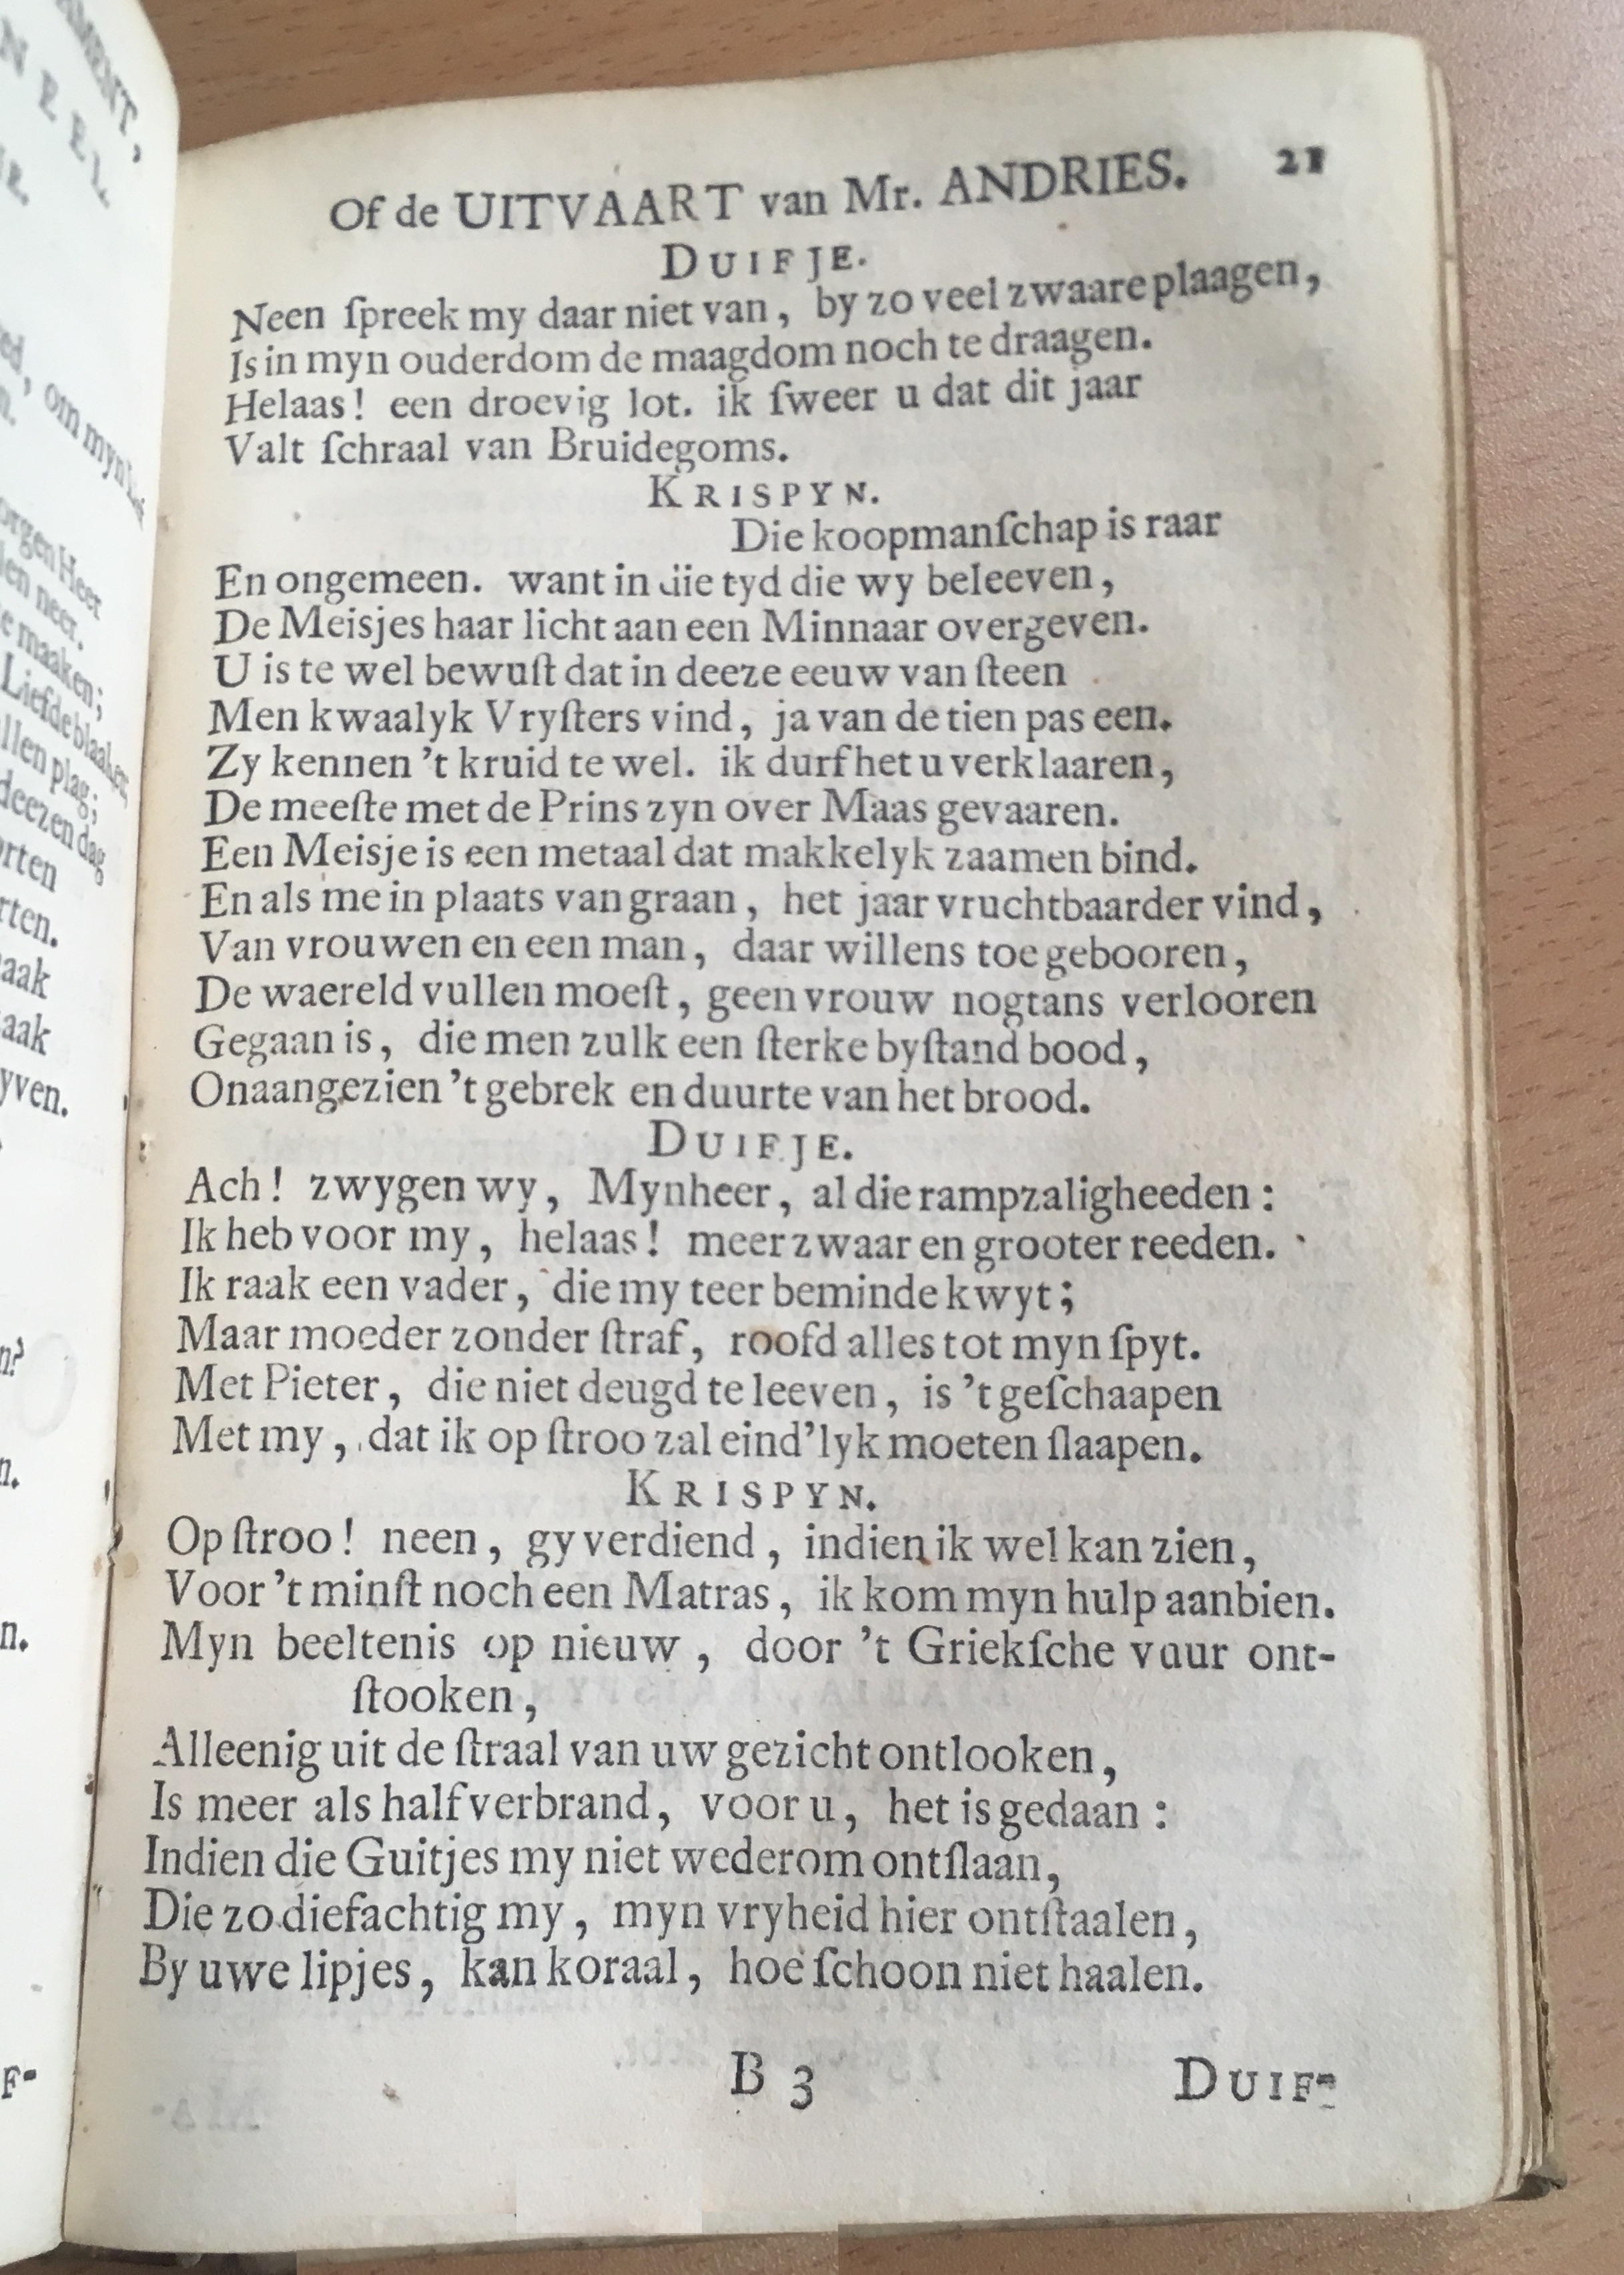 Of de UITVAART van Mr. ANDRIES. 21
DUIFJE.
Neen ſpreek my daar niet van, by zo veel zwaare plaagen,
Is in myn ouderdom de maagdom noch te draagen.
Helaas! een droevig lot. ik ſweer u dat dit jaar
Valt ſchraal van Bruidegoms.
KRISPYN.
Die koopmanſchap is raar
En ongemeen. want in die tyd die wy beleeven,
De Meisjes haar licht aan een Minnaar overgeven.
U is te wel bewuſt dat in deeze eeuw van ſteen
Men kwaalyk Vryſters vind, ja van de tien pas een.
Zy kennen 't kruid te wel. ik durf het u verklaaren,
De meeſte met de Prins zyn over Maas gevaaren.
Een Meisje is een metaal dat makkelyk zaamen bind.
En als me in plaats van graan, het jaar vruchtbaarder vind,
Van vrouwen en een man, daar willens toe gebooren,
De waereld vullen moeſt, geen vrouw nogtans verlooren
Gegaan is, die men zulk een ſterke byſtand bood,
Onaangezien 't gebrek en duurte van het brood.
DUIFJE.
Ach! zwygen wy, Mynheer, al die rampzaligheeden:
Ik heb voor my, helaas! meer zwaar en grooter reeden.
Ik raak een vader, die my teer beminde kwyt;
Maar moeder zonder ſtraf, roofd alles tot myn ſpyt.
Met Pieter, die niet deugd te leeven, is 't geſchaapen
Met my, dat ik op ſtroo zal eind'lyk moeten ſlaapen.
KRISPYN.
Op ſtroo! neen, gy verdiend, indien ik wel kan zien,
Voor 't minſt noch een Matras, ik kom myn hulp aanbien.
Myn beeltenis op nieuw, door 't Griekſche vuur ont-
ſtooken,
Alleenig uit de ſtraal van uw gezicht ontlooken,
Is meer als half verbrand, voor u, het is gedaan:
Indien die Guitjes my niet wederom ontſlaan,
Die zo diefachtig my, myn vryheid hier ontſtaalen,
By uwe lipjes, kan koraal, hoe ſchoon niet haalen.
B 3 DUIF-